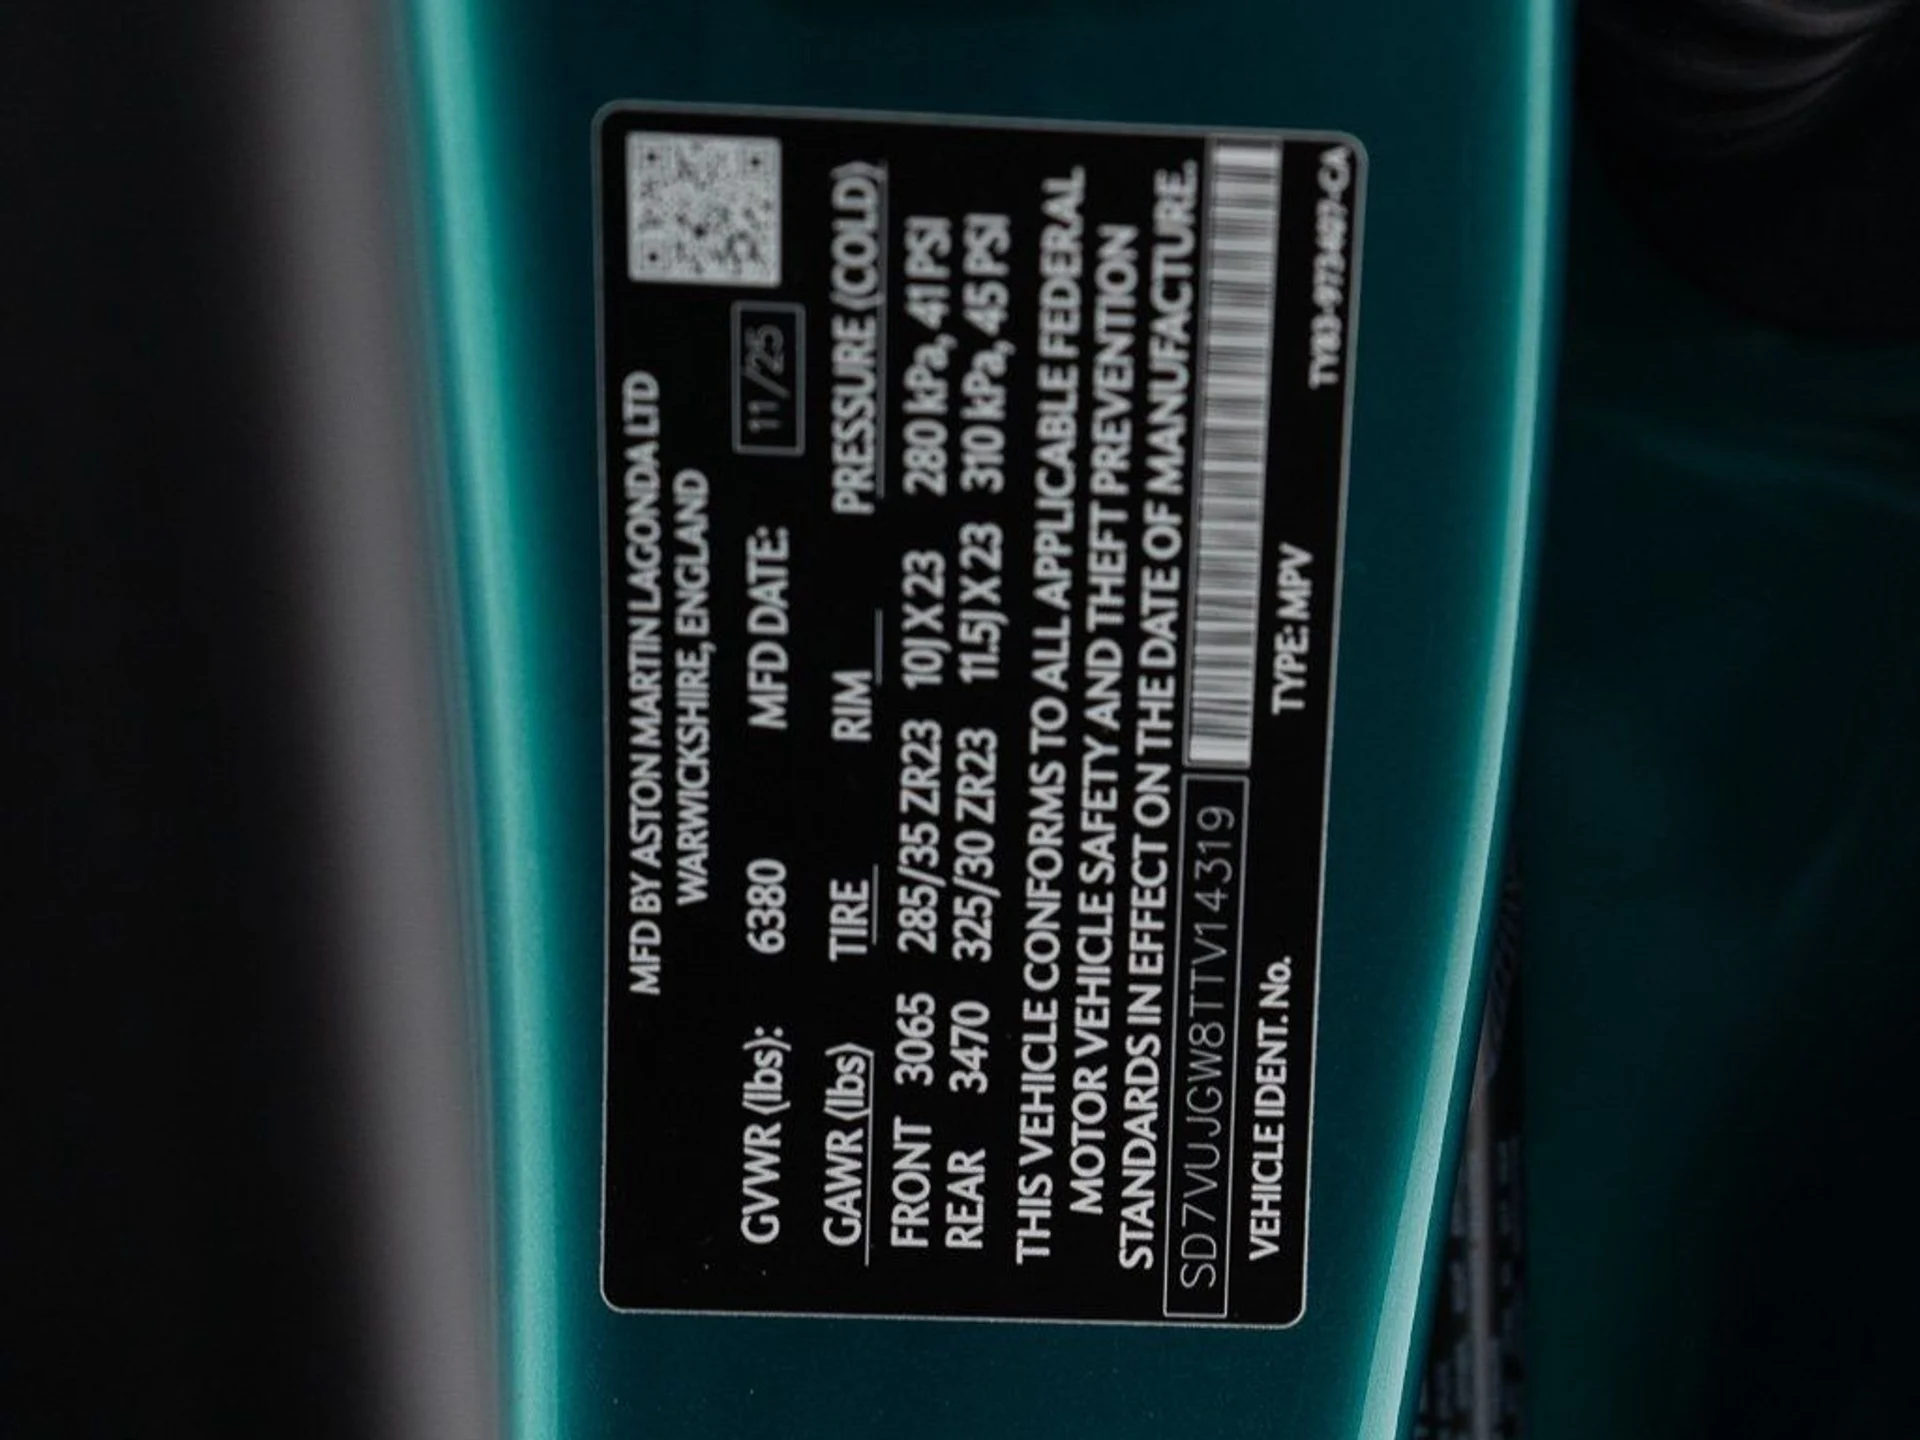 MFD BY ASTON MARTIN LAGONDA LTD
WARWICKSHIRE, ENGLAND
GVWR (lbs): 6380 MFD DATE: 11/25
GAWR (lbs) TIRE RIM PRESSURE (COLD)
FRONT 3065 285/35 ZR23 10J X 23 280 kPa, 41 PSI
REAR 3470 325/30 ZR23 11.5J X 23 310 kPa, 45 PSI
THIS VEHICLE CONFORMS TO ALL APPLICABLE FEDERAL
MOTOR VEHICLE SAFETY AND THEFT PREVENTION
STANDARDS IN EFFECT ON THE DATE OF MANUFACTURE.
SD7VUJGW8TTV14319
VEHICLE IDENT. No. TYPE: MPV